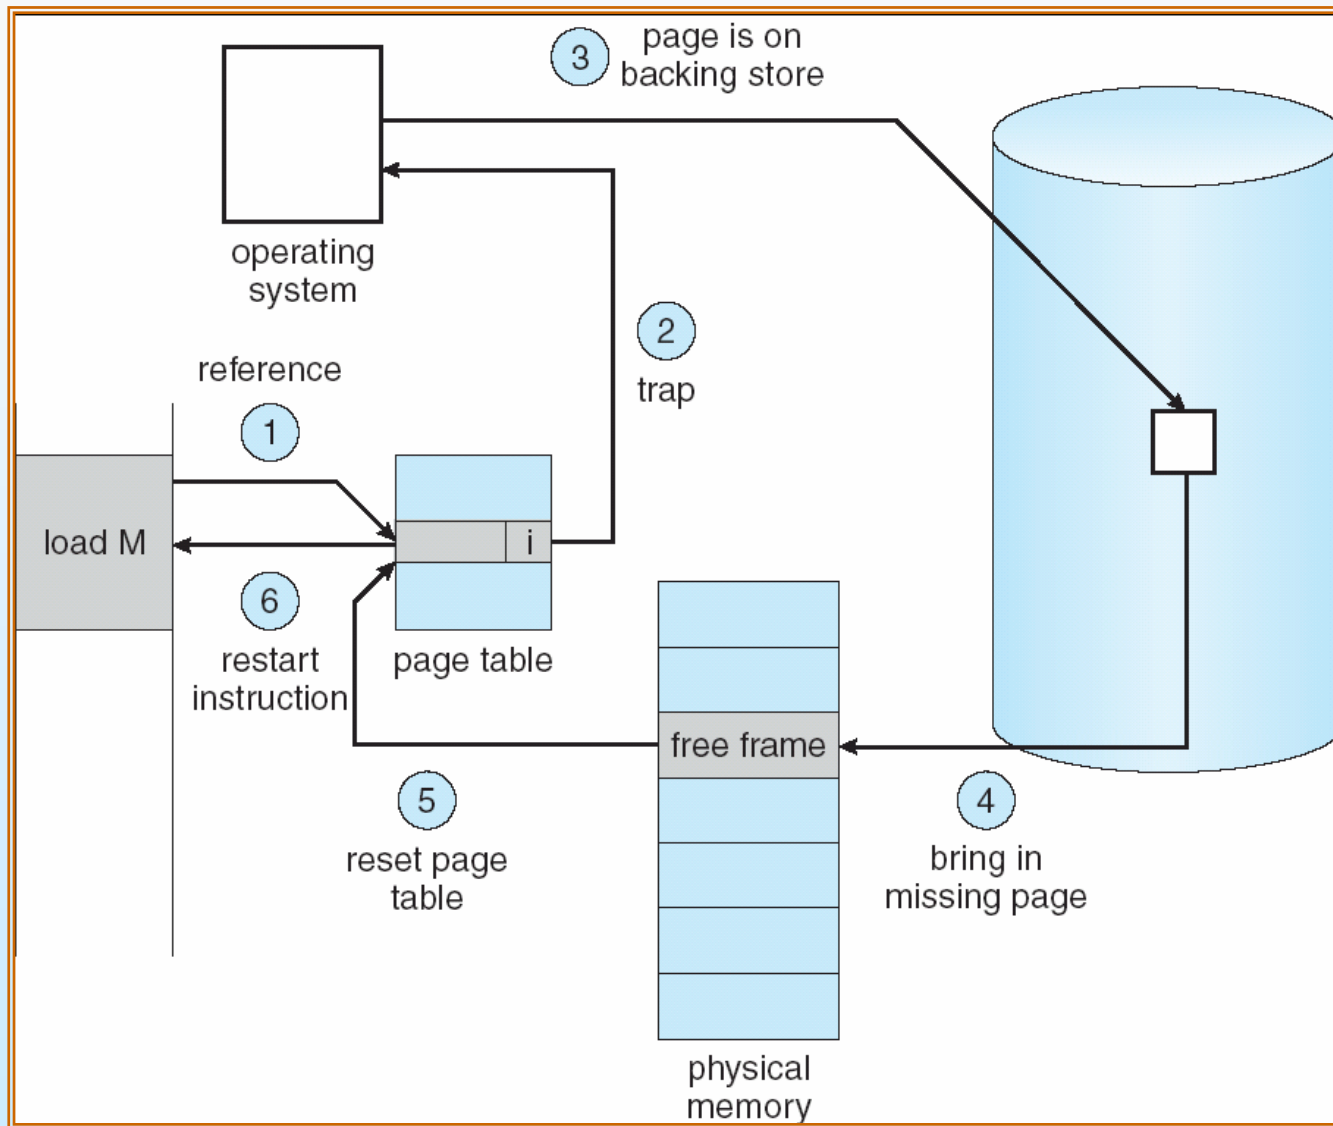 3
page is on
backing store
operating
system
2
trap
reference
1
load M
i
6
restart
instruction
page table
free frame
5
reset page
table
4
bring in
missing page
physical
memory